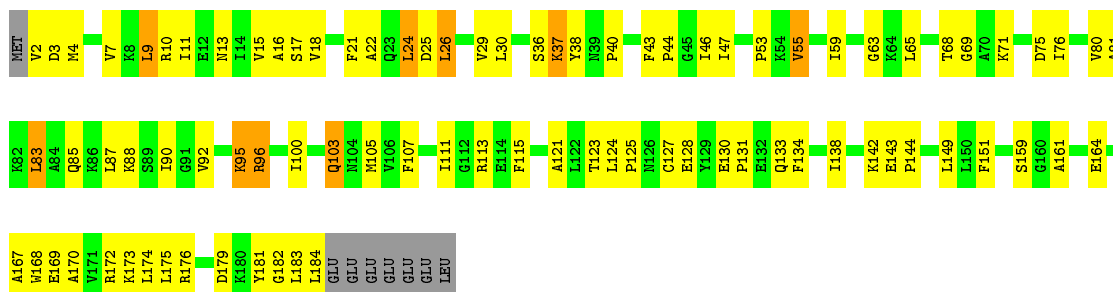 MET V2 D3 M4 V7 K8 L9 R10 I11 E12 N13 I14 V15 A16 S17 V18 F21 A22 Q23 L24 D25 L26 V29 L30 S36 K37 Y38 N39 P40 F43 P44 G45 I46 I47 P53 K54 V55 I59 G63 K64 L65 T68 G69 A70 K71 D75 I76 V80
K82 L83 A84 Q85 K86 L87 K88 S89 I90 G91 V92 K95 R96 I100 Q103 N104 M105 V106 F107 I111 G112 R113 E114 F115 A121 L122 T123 L124 P125 N126 C127 E128 Y129 E130 P131 E132 Q133 F134 I138 K142 E143 P144 L149 L150 F151 S159 G160 A161 E164
A167 W168 E169 A170 V171 R172 K173 L174 L175 R176 D179 K180 Y181 G182 L183 L184 GLU GLU GLU GLU GLU GLU LEU